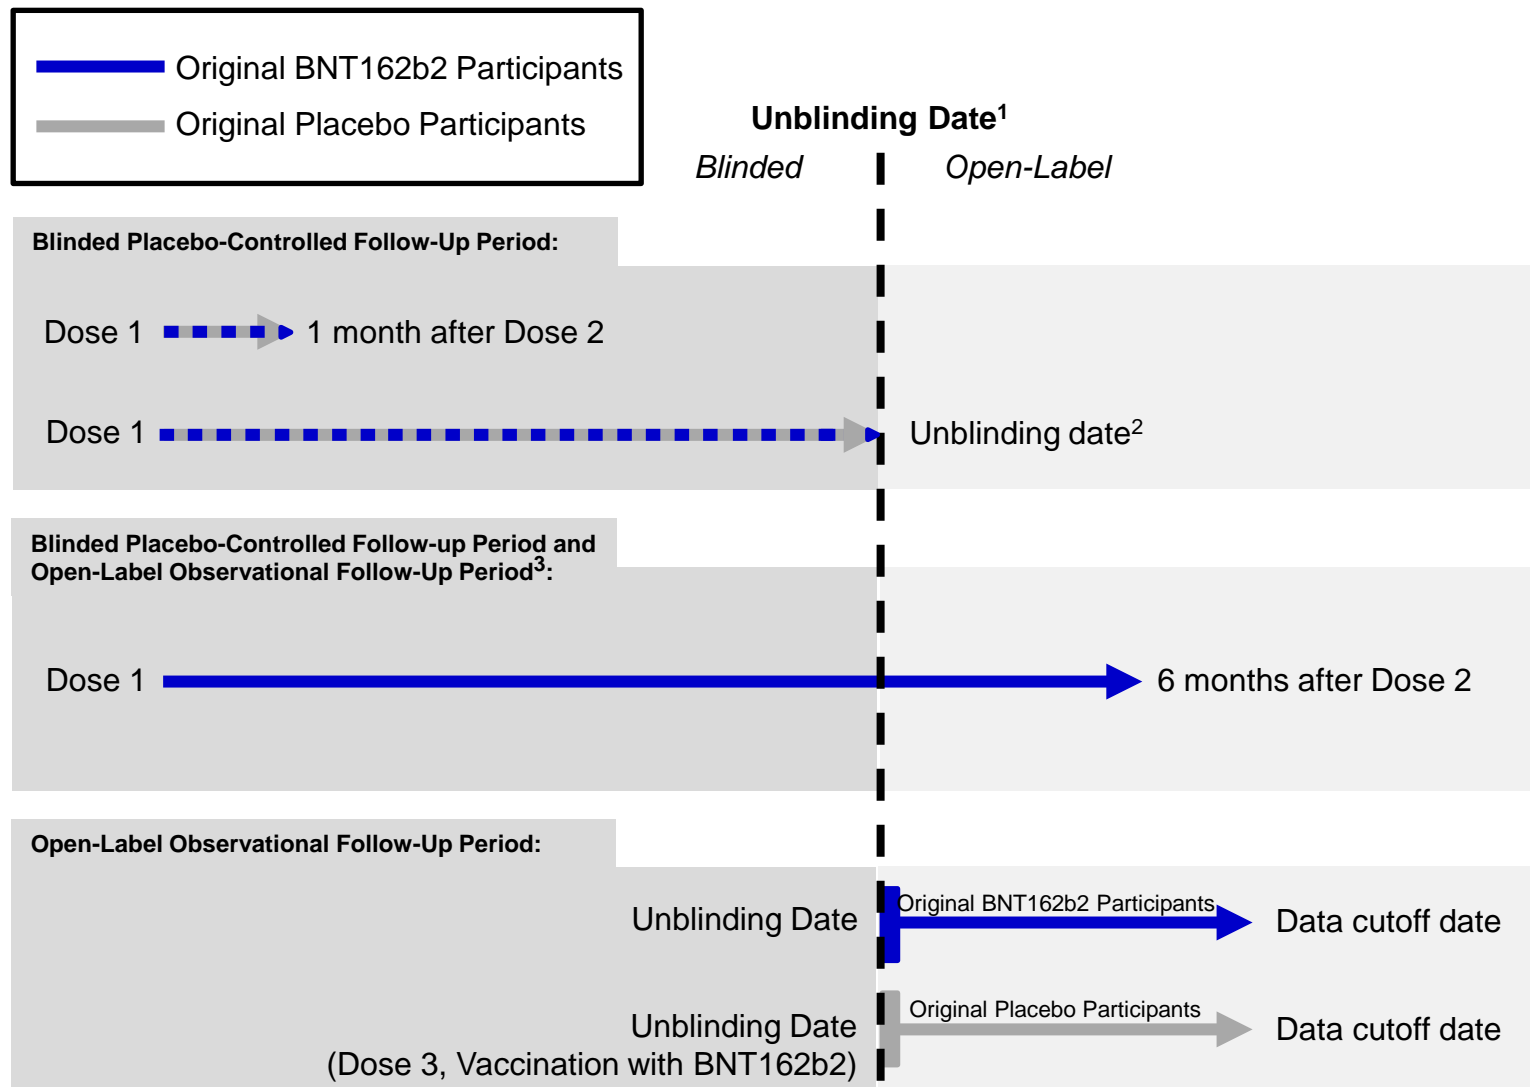 Original BNT162b2 Participants
Original Placebo Participants
Unblinding Date¹
Blinded
Open-Label
Blinded Placebo-Controlled Follow-Up Period:
Dose 1
1 month after Dose 2
Dose 1
Unblinding date²
Blinded Placebo-Controlled Follow-up Period and
Open-Label Observational Follow-Up Period³:
Dose 1
6 months after Dose 2
Open-Label Observational Follow-Up Period:
Unblinding Date
Original BNT162b2 Participants
Data cutoff date
Unblinding Date
(Dose 3, Vaccination with BNT162b2)
Original Placebo Participants
Data cutoff date